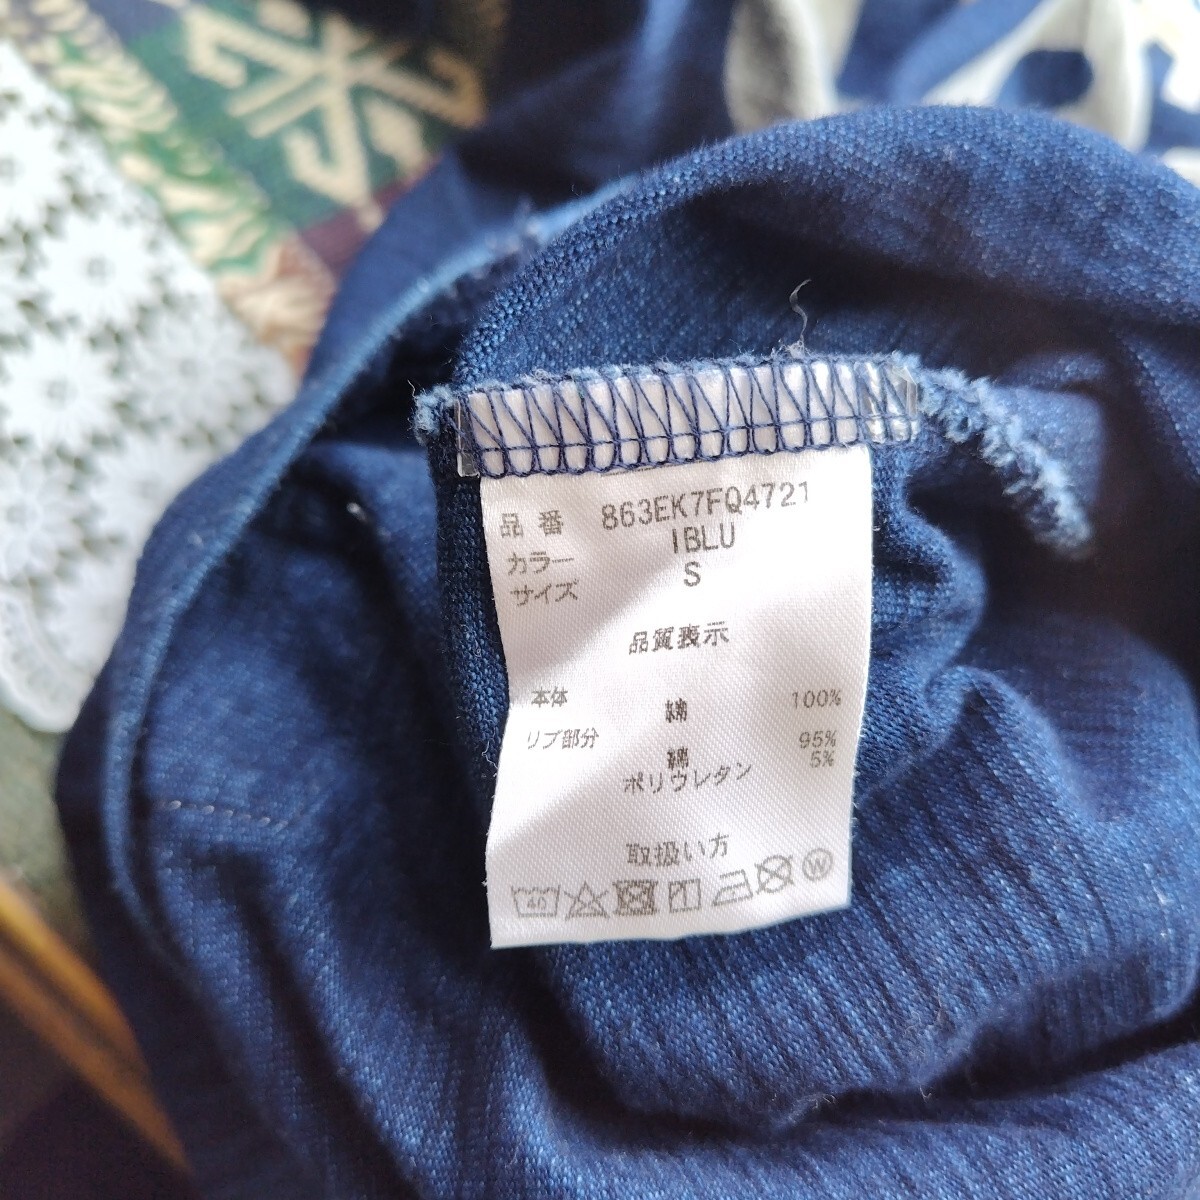 品番 863EK7FQ4721
カラー IBLU
サイズ S
品質表示
本体 綿 100%
リブ部分 綿 95%
ポリウレタン 5%
取扱い方
40 W